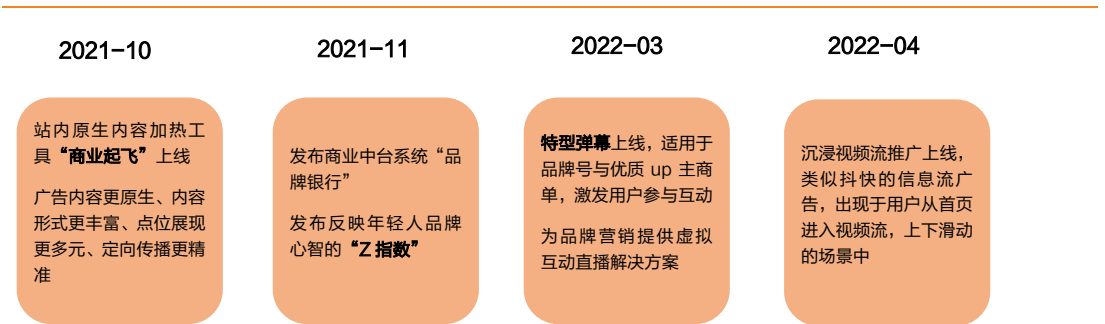 2021-10
站内原生内容加热工
具“商业起飞”上线
广告内容更原生、内容
形式更丰富、点位展现
更多元、定向传播更精
准
2021-11
发布商业中台系统“品
牌银行”
发布反映年轻人品牌
心智的“Z指数”
2022-03
特型弹幕上线，适用于
品牌号与优质 up 主商
单，激发用户参与互动
为品牌营销提供虚拟
互动直播解决方案
2022-04
沉浸视频流推广上线，
类似抖快的信息流广
告，出现于用户从首页
进入视频流，上下滑动
的场景中